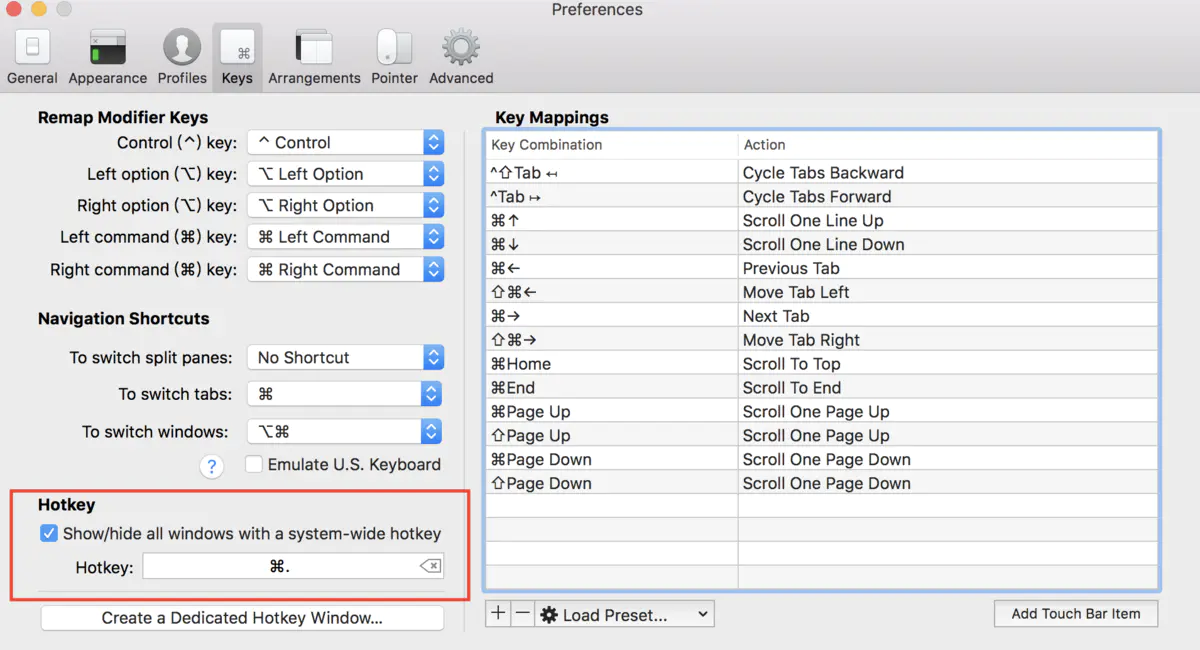 Preferences
General Appearance Profiles Keys Arrangements Pointer Advanced
Remap Modifier Keys
Control (^) key: ^ Control
Left option (⌥) key: ⌥ Left Option
Right option (⌥) key: ⌥ Right Option
Left command (⌘) key: ⌘ Left Command
Right command (⌘) key: ⌘ Right Command
Navigation Shortcuts
To switch split panes: No Shortcut
To switch tabs: ⌘
To switch windows: ⌥⌘
? Emulate U.S. Keyboard
Hotkey
Show/hide all windows with a system-wide hotkey
Hotkey: ⌘.
Create a Dedicated Hotkey Window...
Key Mappings
Key Combination Action
^⇧Tab ↤ Cycle Tabs Backward
^Tab ↦ Cycle Tabs Forward
⌘↑ Scroll One Line Up
⌘↓ Scroll One Line Down
⌘← Previous Tab
⇧⌘← Move Tab Left
⌘→ Next Tab
⇧⌘→ Move Tab Right
⌘Home Scroll To Top
⌘End Scroll To End
⌘Page Up Scroll One Page Up
⇧Page Up Scroll One Page Up
⌘Page Down Scroll One Page Down
⇧Page Down Scroll One Page Down
+ − Load Preset... Add Touch Bar Item